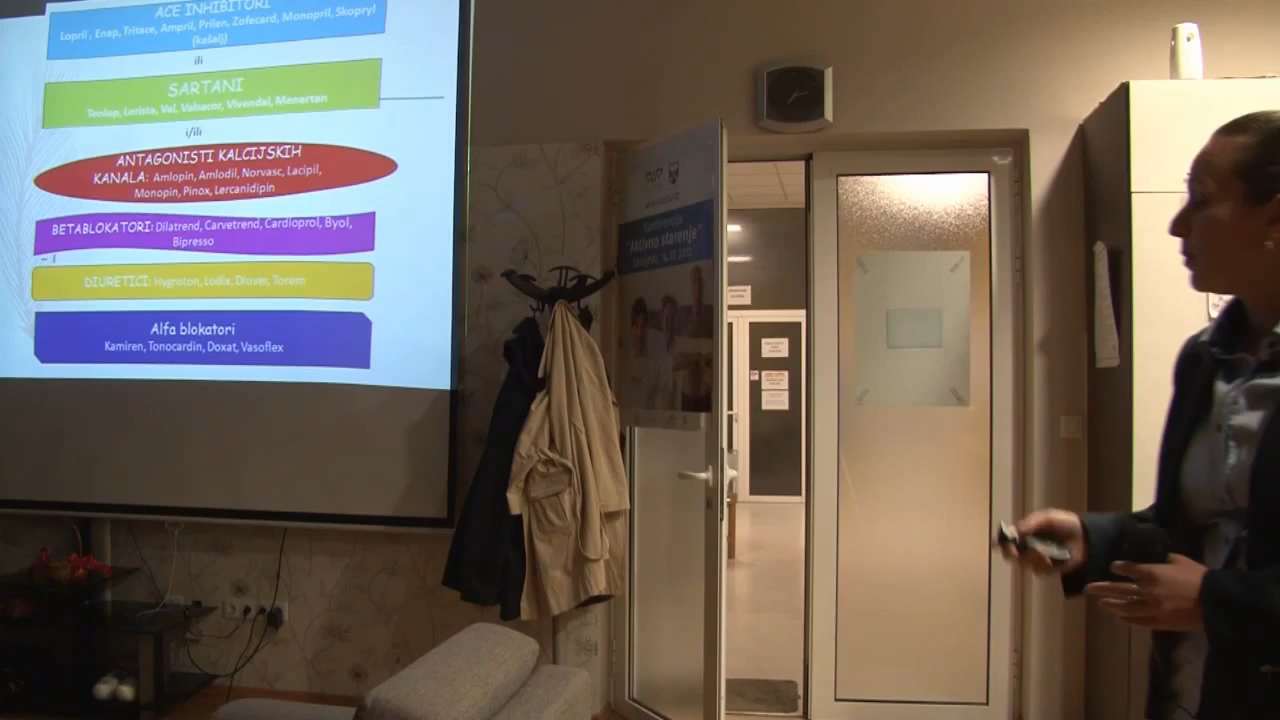 ACE INHIBITORI
Lopril , Enap, Tritace, Ampril, Prilen, Zofecard, Monopril, Skopryl
(kašalj)
ili
SARTANI
Tenlop, Lorista, Val, Valsacor, Vivendal, Menartan
i/ili
ANTAGONISTI KALCIJSKIH
KANALA: Amlopin, Amlodil, Norvasc, Lacipil,
Monopin, Pinox, Lercanidipin
BETABLOKATORI: Dilatrend, Carvetrend, Cardioprol, Byol,
Bipresso
DIURETICI: Hygroton, Lodix, Diuver, Torem
Alfa blokatori
Kamiren, Tonocardin, Doxat, Vasoflex
Konferencija
"Aktivno starenje"